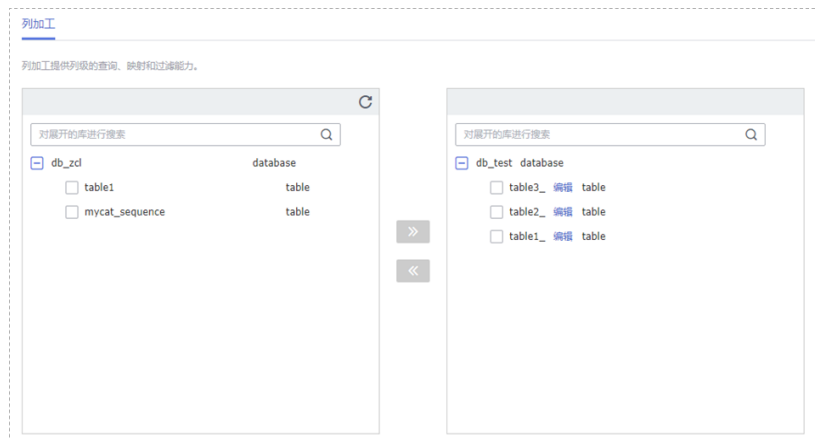 列加工
列加工提供列级的查询、映射和过滤能力。
对展开的库进行搜索
db_zcl database
table1 table
mycat_sequence table
对展开的库进行搜索
db_test database
table3_ 编辑 table
table2_ 编辑 table
table1_ 编辑 table